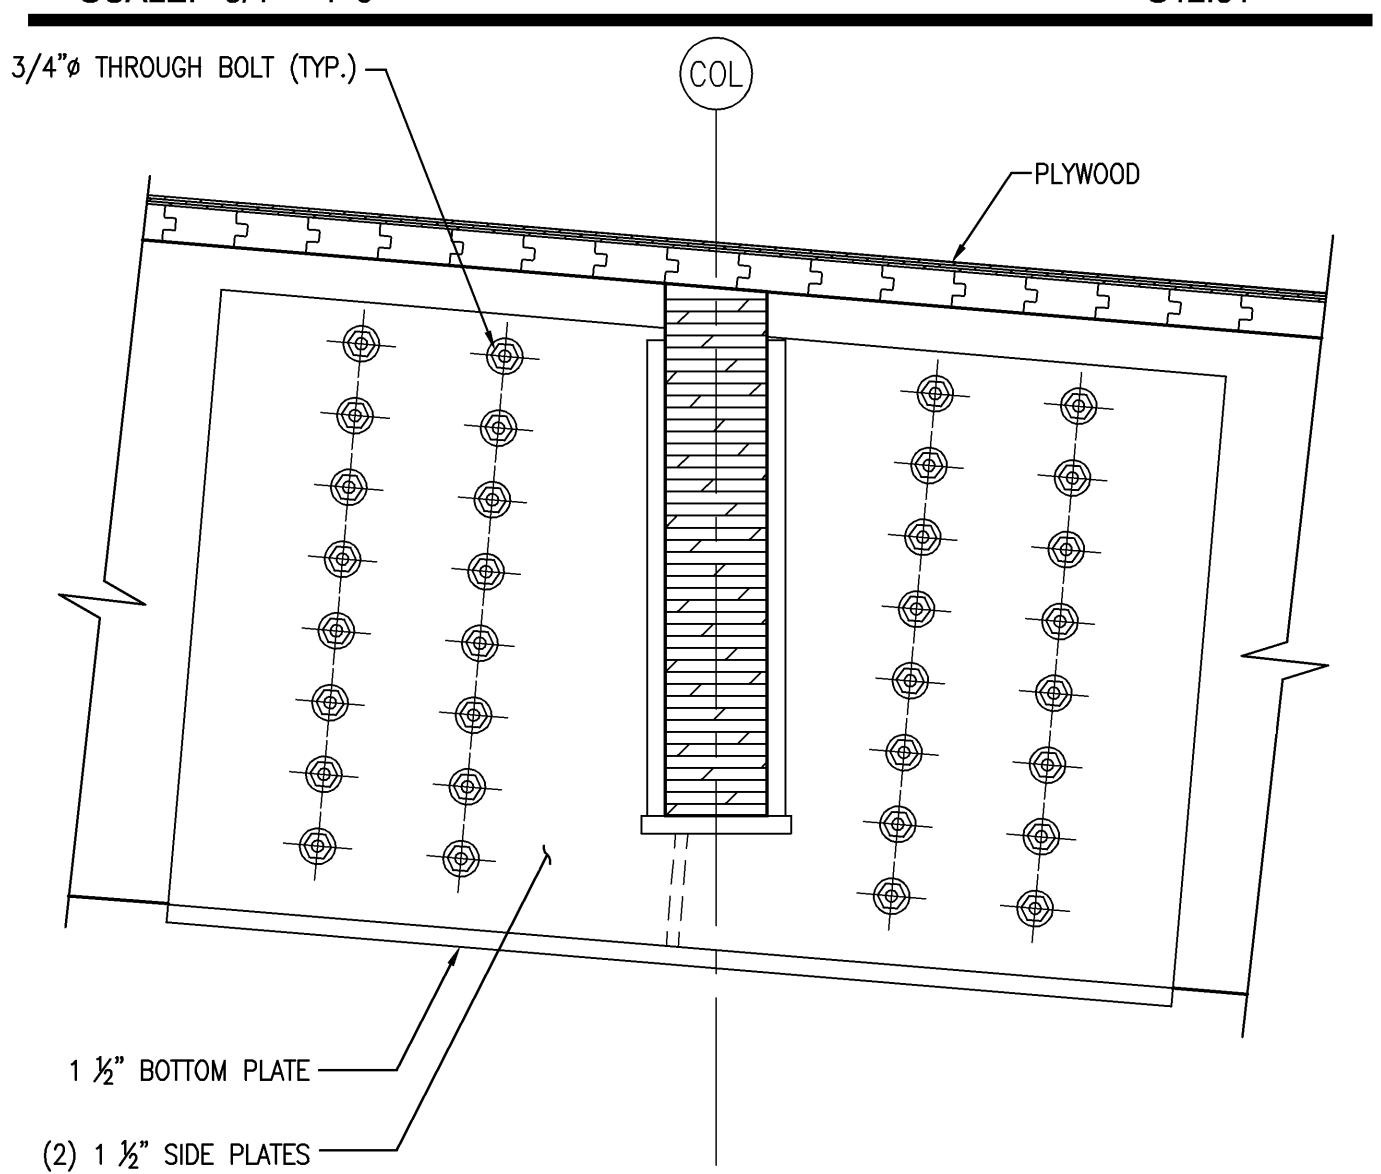 3/4"ø THROUGH BOLT (TYP.)
COL
PLYWOOD
1 ½" BOTTOM PLATE
(2) 1 ½" SIDE PLATES